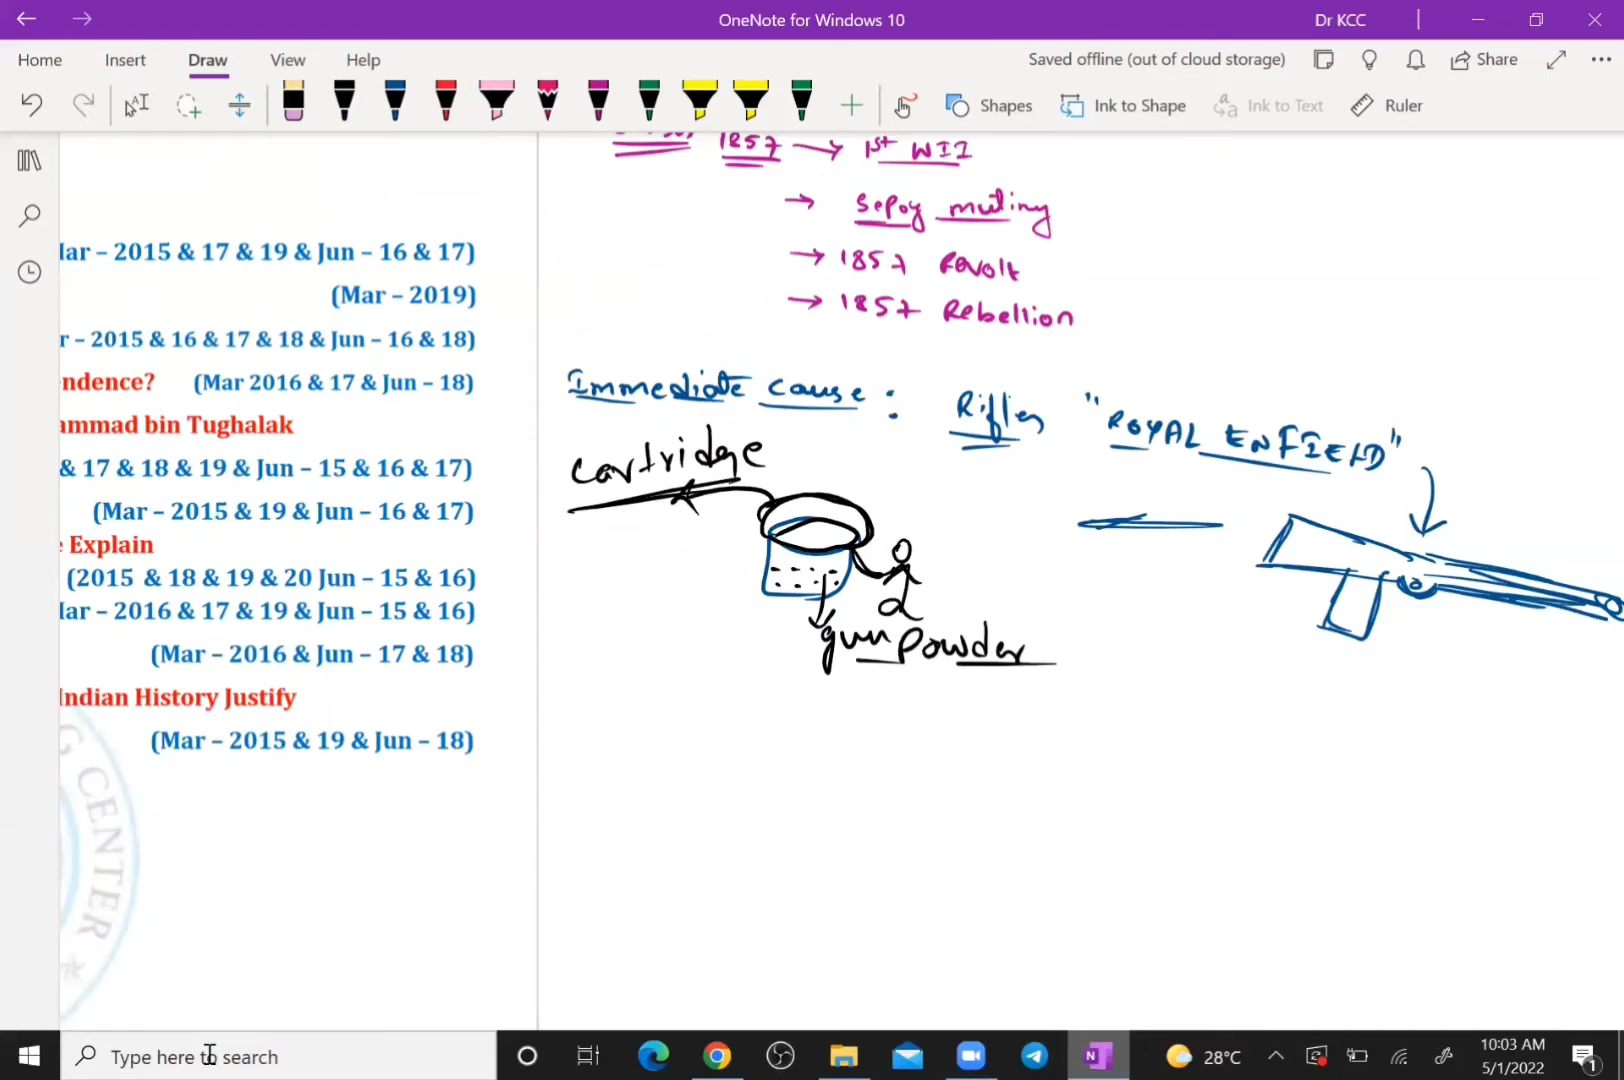 OneNote for Windows 10
Dr KCC
Home
Insert
Draw
View
Help
Saved offline (out of cloud storage)
Share
Shapes
Ink to Shape
Ink to Text
Ruler
1857 → 1st WII
→ Sepoy mutiny
→ 1857 Revolt
→ 1857 Rebellion
lar – 2015 & 17 & 19 & Jun – 16 & 17)
(Mar – 2019)
r – 2015 & 16 & 17 & 18 & Jun – 16 & 18)
ndence? (Mar 2016 & 17 & Jun – 18)
ammad bin Tughalak
& 17 & 18 & 19 & Jun – 15 & 16 & 17)
(Mar – 2015 & 19 & Jun – 16 & 17)
e Explain
(2015 & 18 & 19 & 20 Jun – 15 & 16)
Mar – 2016 & 17 & 19 & Jun – 15 & 16)
(Mar – 2016 & Jun – 17 & 18)
Indian History Justify
(Mar – 2015 & 19 & Jun – 18)
Immediate cause : Rifles "ROYAL ENFIELD"
cartridge
gun powder
G CENTER
Type here to search
28°C
10:03 AM
5/1/2022
1